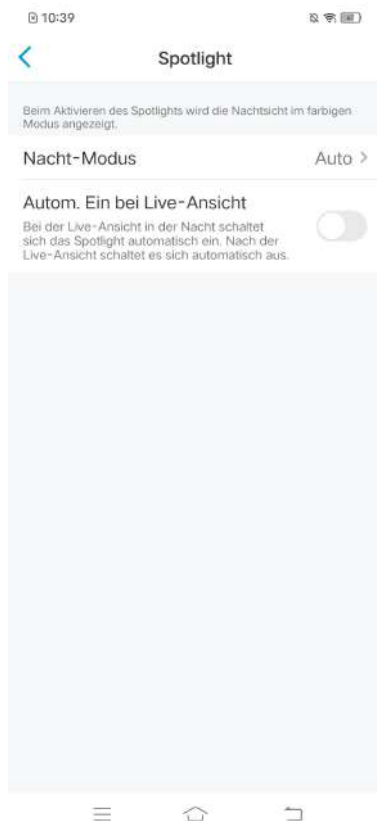 10:39
Spotlight
Beim Aktivieren des Spotlights wird die Nachtsicht im farbigen
Modus angezeigt.
Nacht-Modus
Auto >
Autom. Ein bei Live-Ansicht
Bei der Live-Ansicht in der Nacht schaltet
sich das Spotlight automatisch ein. Nach der
Live-Ansicht schaltet es sich automatisch aus.